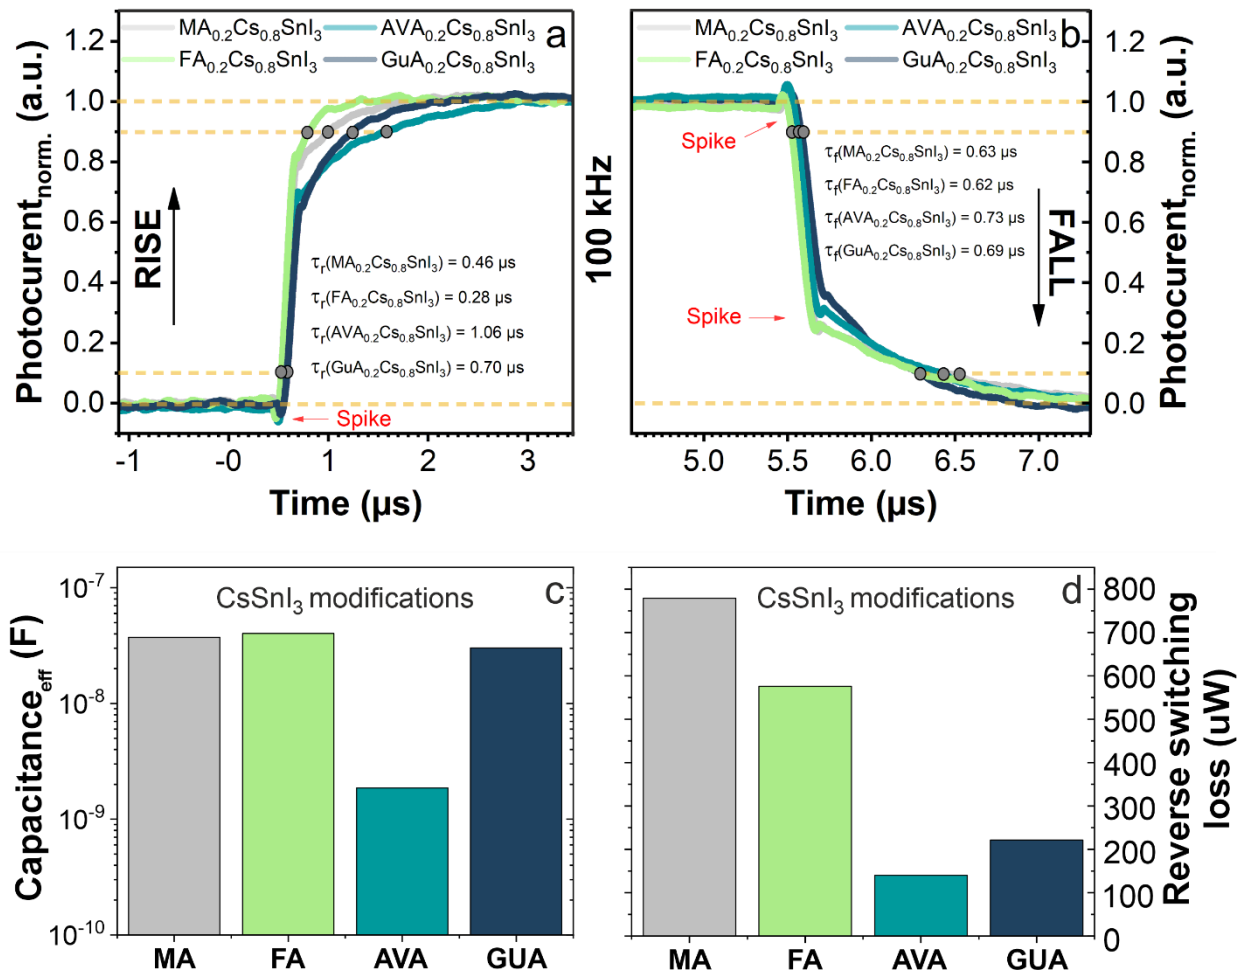 MA0.2Cs0.8SnI3
AVA0.2Cs0.8SnI3
FA0.2Cs0.8SnI3
GuA0.2Cs0.8SnI3
a
1.2
1.0
0.8
0.6
0.4
0.2
0.0
Photocurentnorm. (a.u.)
RISE
τr(MA0.2Cs0.8SnI3) = 0.46 µs
τr(FA0.2Cs0.8SnI3) = 0.28 µs
τr(AVA0.2Cs0.8SnI3) = 1.06 µs
τr(GuA0.2Cs0.8SnI3) = 0.70 µs
Spike
-1 -0 1 2 3
Time (µs)
100 kHz
MA0.2Cs0.8SnI3
AVA0.2Cs0.8SnI3
FA0.2Cs0.8SnI3
GuA0.2Cs0.8SnI3
b
Spike
τf(MA0.2Cs0.8SnI3) = 0.63 µs
τf(FA0.2Cs0.8SnI3) = 0.62 µs
τf(AVA0.2Cs0.8SnI3) = 0.73 µs
τf(GuA0.2Cs0.8SnI3) = 0.69 µs
Spike
FALL
1.2
1.0
0.8
0.6
0.4
0.2
0.0
Photocurentnorm. (a.u.)
5.0 5.5 6.0 6.5 7.0
Time (µs)
CsSnI3 modifications
c
10-7
10-8
10-9
10-10
Capacitanceeff (F)
MA FA AVA GUA
CsSnI3 modifications
d
800
700
600
500
400
300
200
100
0
Reverse switching
loss (uW)
MA FA AVA GUA